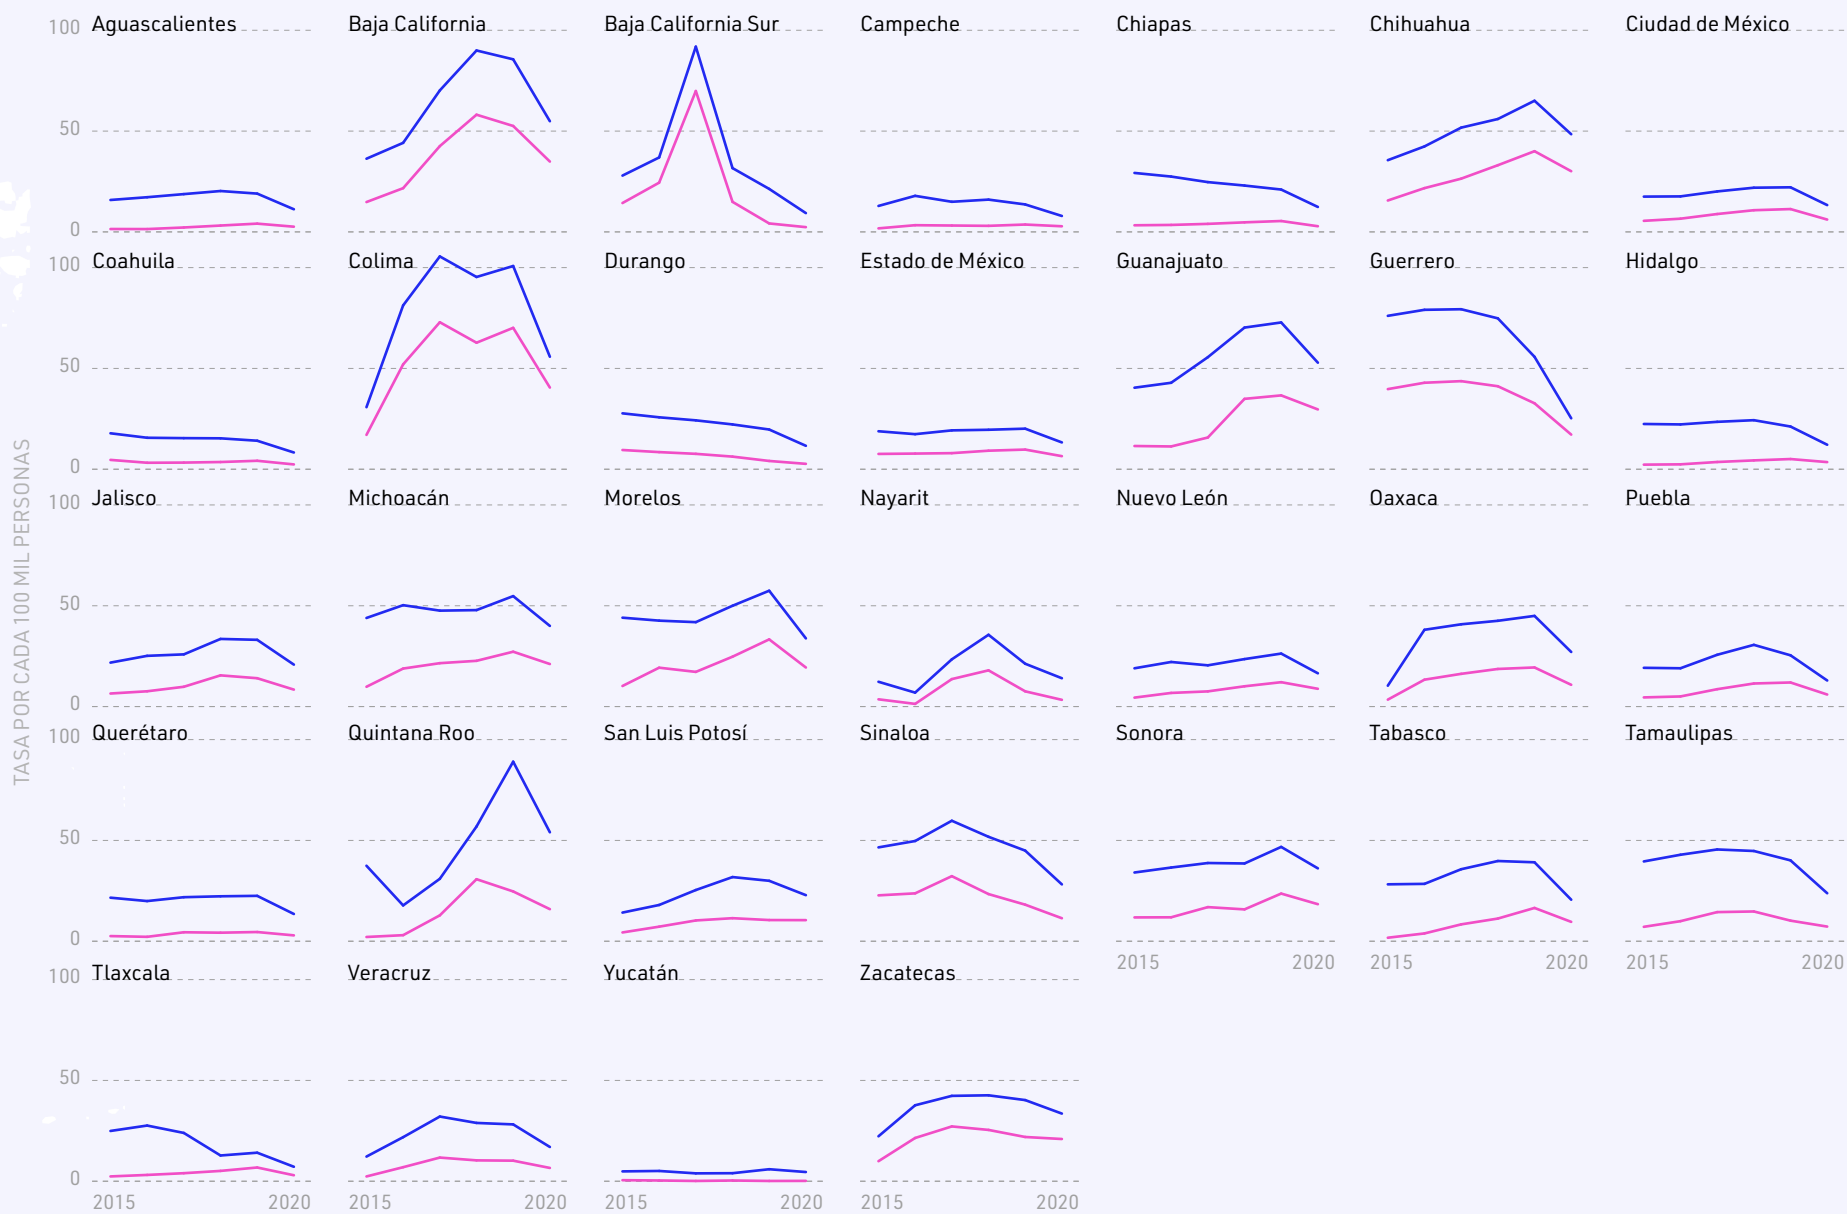 TASA POR CADA 100 MIL PERSONAS
100 Aguascalientes Baja California Baja California Sur Campeche Chiapas Chihuahua Ciudad de México
50
0
100 Coahuila Colima Durango Estado de México Guanajuato Guerrero Hidalgo
50
0
100 Jalisco Michoacán Morelos Nayarit Nuevo León Oaxaca Puebla
50
0
100 Querétaro Quintana Roo San Luis Potosí Sinaloa Sonora Tabasco Tamaulipas
50
0
2015 2020 2015 2020 2015 2020
100 Tlaxcala Veracruz Yucatán Zacatecas
50
0
2015 2020 2015 2020 2015 2020 2015 2020